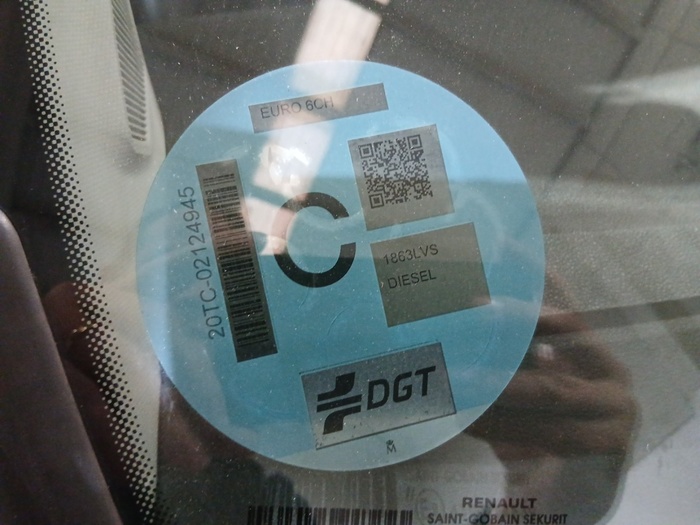 EURO 6CH
20TC-02124945
C
1863LVS
DIESEL
DGT
M
RENAULT
SAINT-GOBAIN SEKURIT